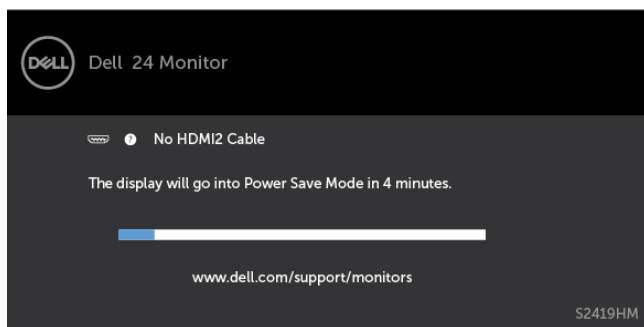 DELL
Dell 24 Monitor
? No HDMI2 Cable
The display will go into Power Save Mode in 4 minutes.
www.dell.com/support/monitors
S2419HM